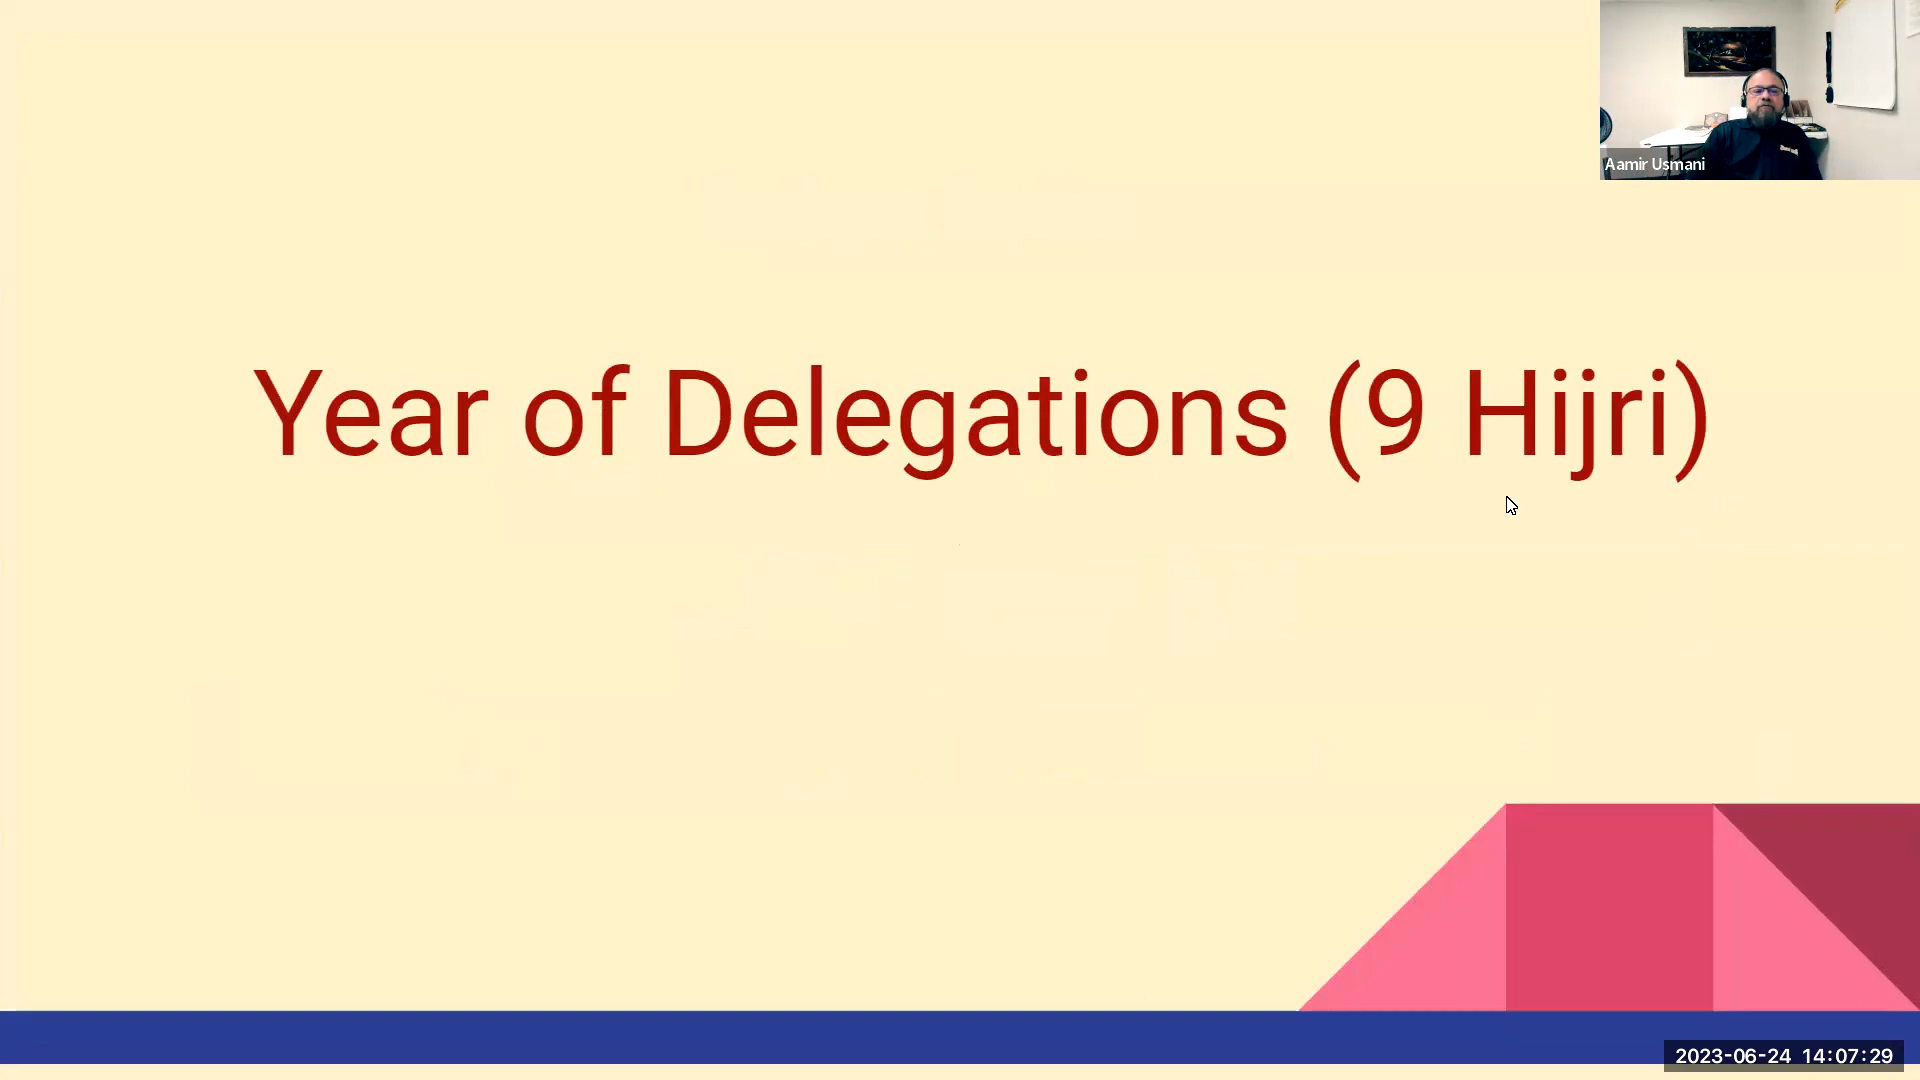 Aamir Usmani
Year of Delegations (9 Hijri)
2023-06-24 14:07:29